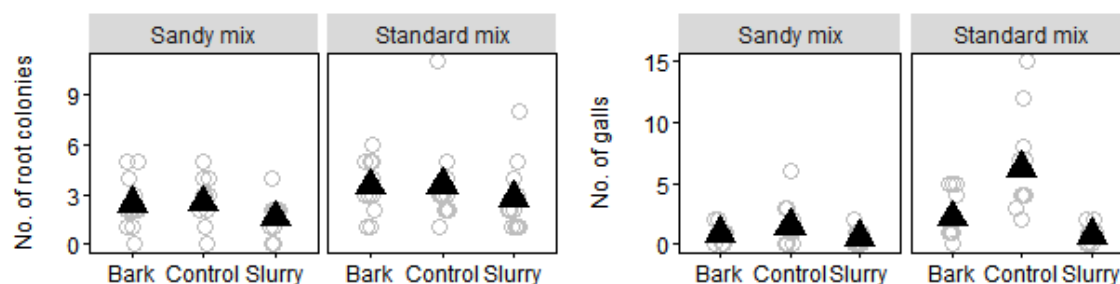 Sandy mix
Standard mix
No. of root colonies
9
6
3
0
Bark Control Slurry
Bark Control Slurry
Sandy mix
Standard mix
No. of galls
15
10
5
0
Bark Control Slurry
Bark Control Slurry